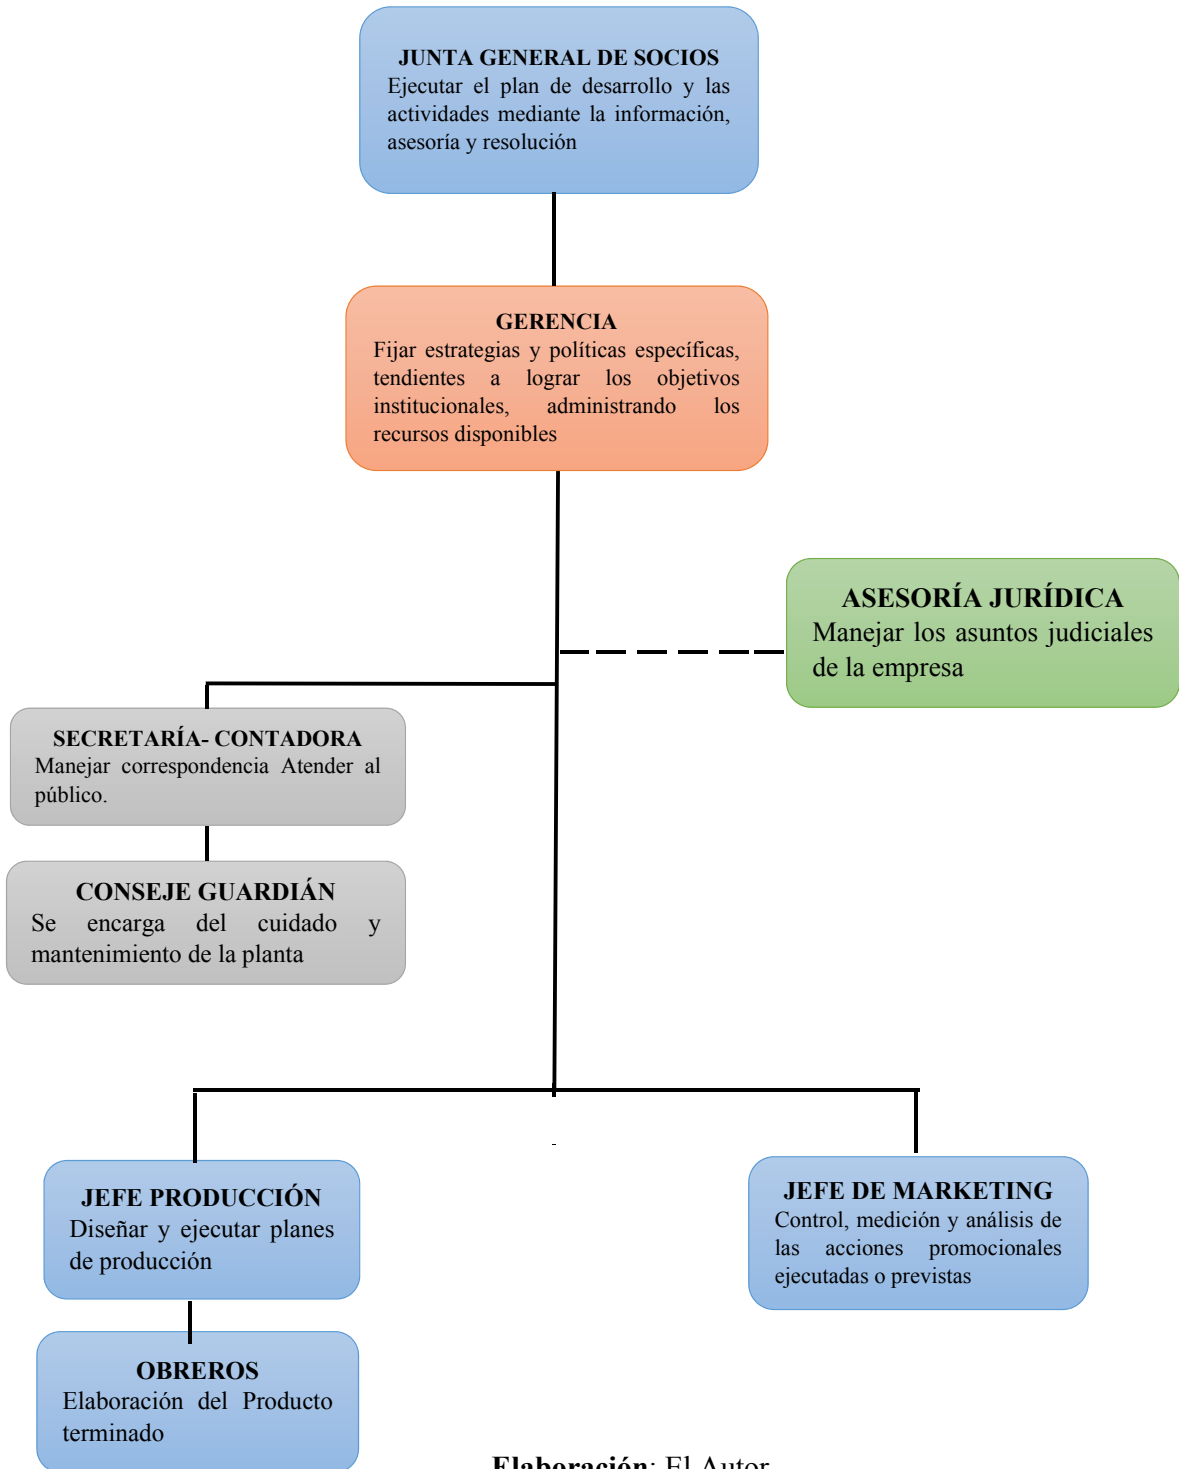 JUNTA GENERAL DE SOCIOS
Ejecutar el plan de desarrollo y las
actividades mediante la información,
asesoría y resolución
GERENCIA
Fijar estrategias y políticas específicas,
tendientes a lograr los objetivos
institucionales, administrando los
recursos disponibles
ASESORÍA JURÍDICA
Manejar los asuntos judiciales
de la empresa
SECRETARÍA- CONTADORA
Manejar correspondencia Atender al
público.
CONSEJE GUARDIÁN
Se encarga del cuidado y
mantenimiento de la planta
JEFE PRODUCCIÓN
Diseñar y ejecutar planes
de producción
JEFE DE MARKETING
Control, medición y análisis de
las acciones promocionales
ejecutadas o previstas
OBREROS
Elaboración del Producto
terminado
Elaboración: El Autor